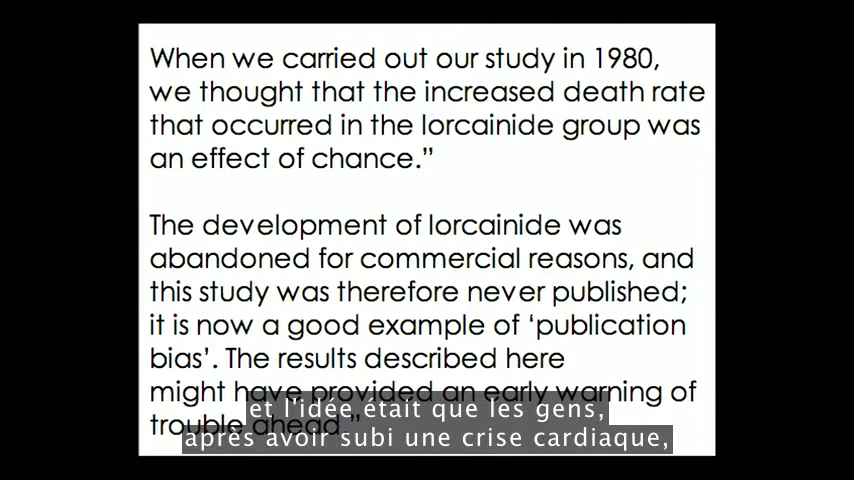 When we carried out our study in 1980,
we thought that the increased death rate
that occurred in the lorcainide group was
an effect of chance.”
The development of lorcainide was
abandoned for commercial reasons, and
this study was therefore never published;
it is now a good example of ‘publication
bias’. The results described here
might have provided an early warning of
trouble ahead.”
et l'idée était que les gens,
après avoir subi une crise cardiaque,